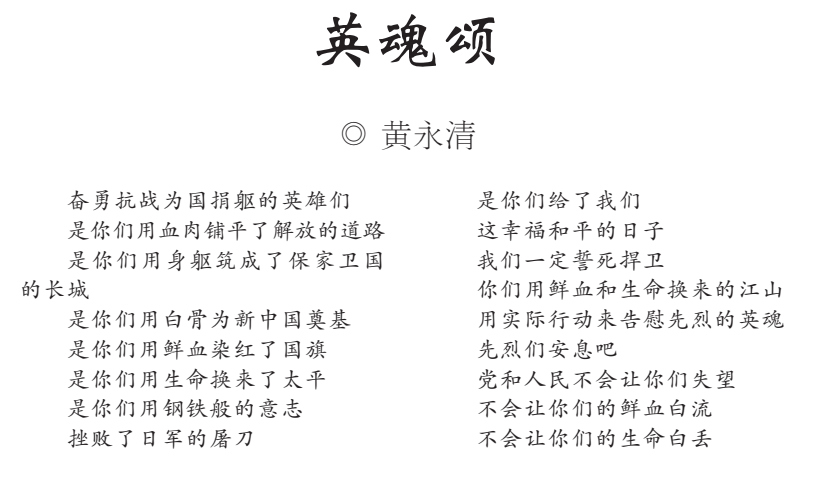 英魂颂
◎ 黄永清
奋勇抗战为国捐躯的英雄们
是你们用血肉铺平了解放的道路
是你们用身躯筑成了保家卫国
的长城
是你们用白骨为新中国奠基
是你们用鲜血染红了国旗
是你们用生命换来了太平
是你们用钢铁般的意志
挫败了日军的屠刀
是你们给了我们
这幸福和平的日子
我们一定誓死捍卫
你们用鲜血和生命换来的江山
用实际行动来告慰先烈的英魂
先烈们安息吧
党和人民不会让你们失望
不会让你们的鲜血白流
不会让你们的生命白丢